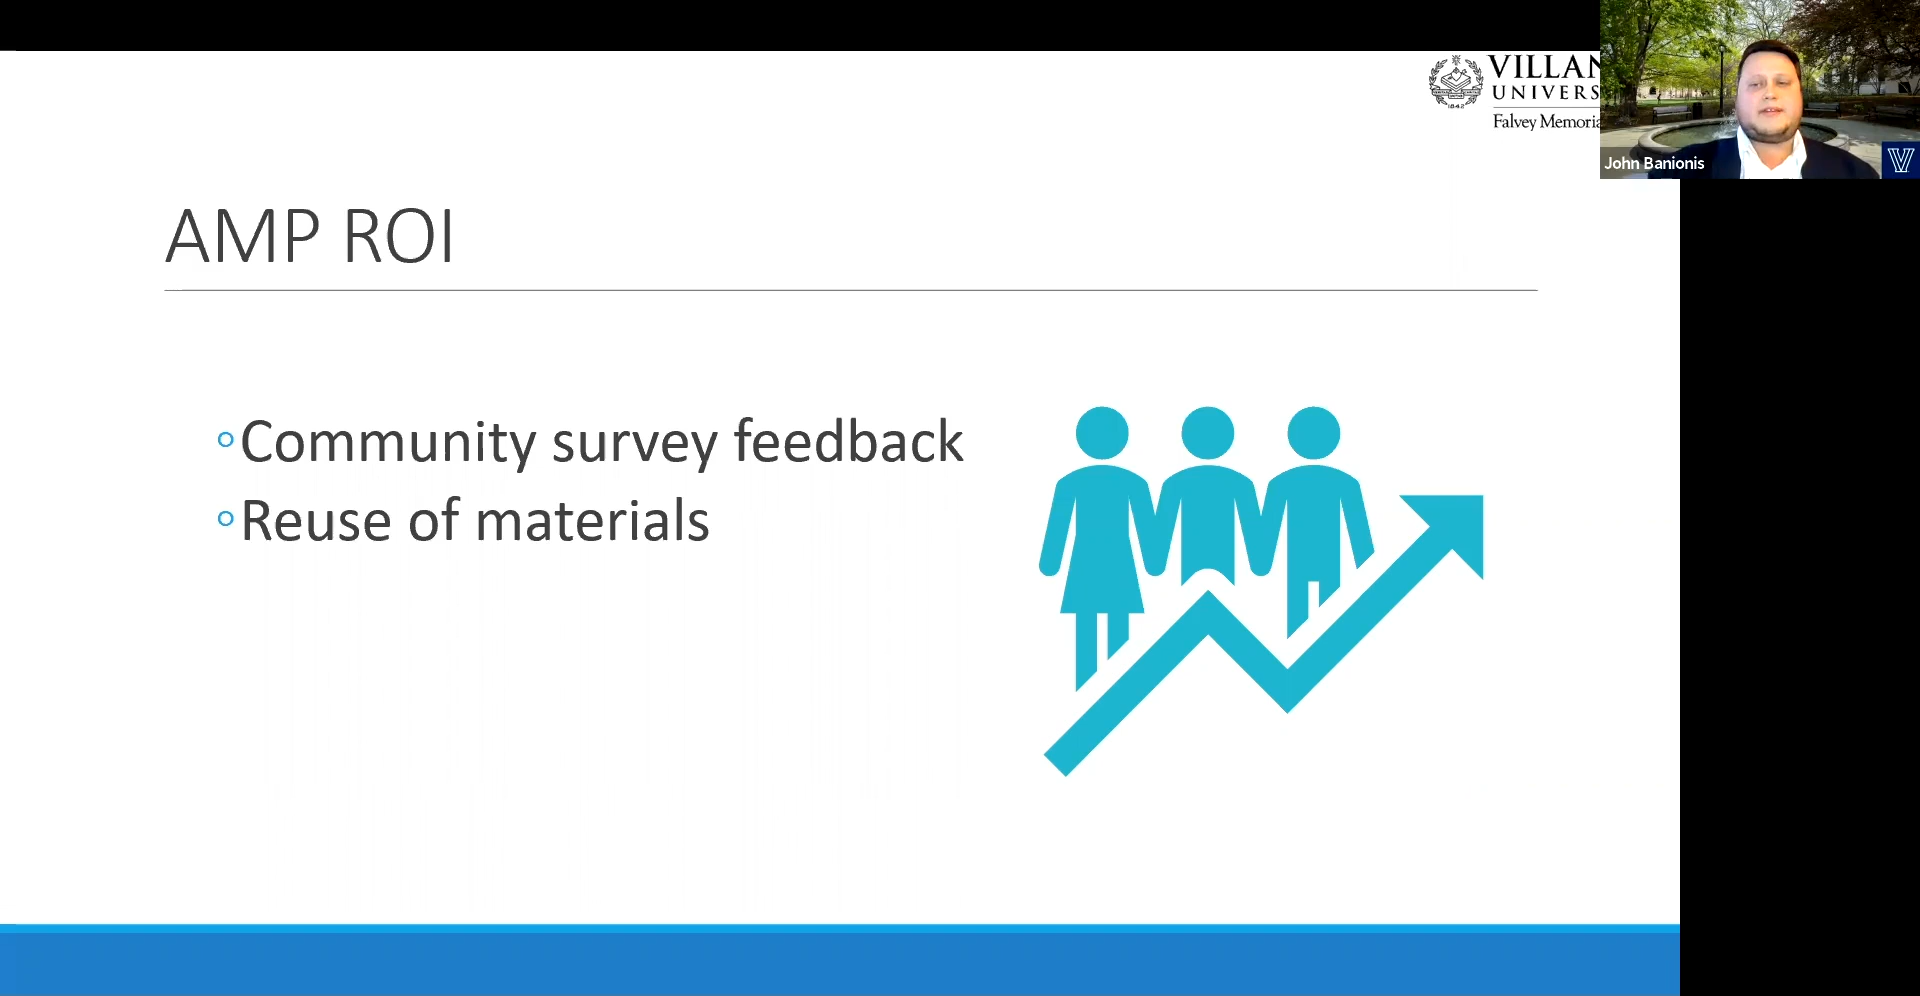 VILLAN
UNIVERS
Falvey Memoria
John Banionis
AMP ROI
Community survey feedback
Reuse of materials